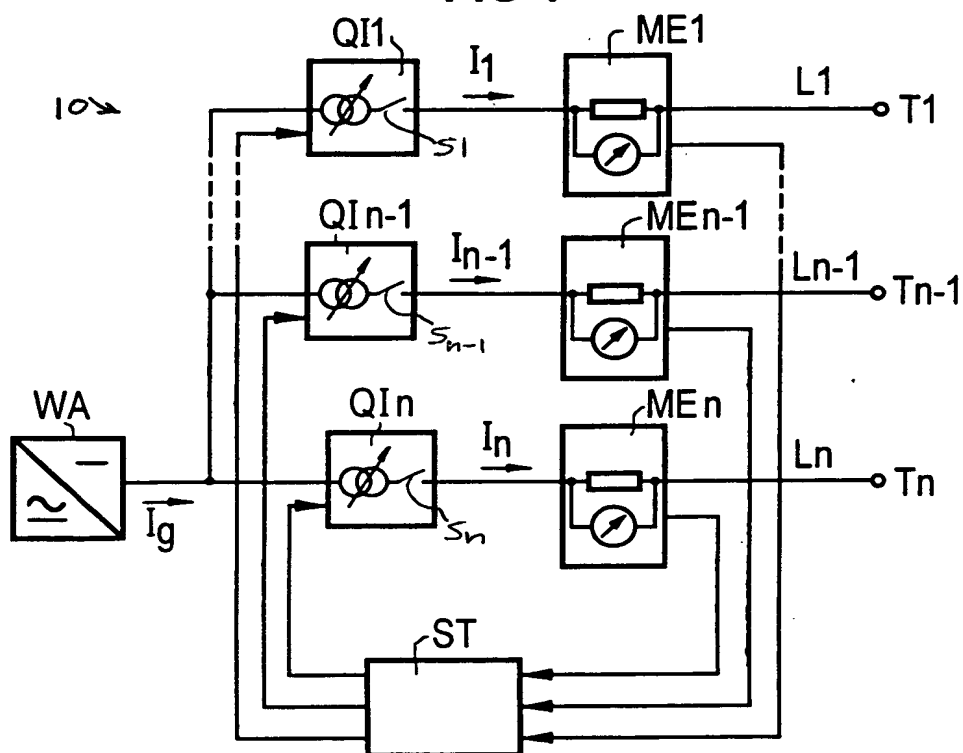 QI1
ME1
I1
L1
T1
10
S1
QIn-1
MEn-1
In-1
Ln-1
Tn-1
Sn-1
WA
QIn
MEn
In
Ln
Tn
Ig
Sn
ST